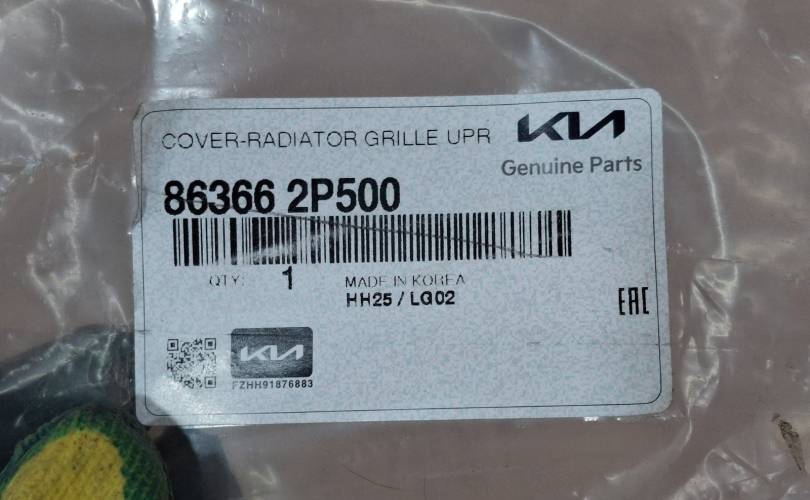 COVER-RADIATOR GRILLE UPR
KIA
Genuine Parts
86366 2P500
QTY: 1 MADE IN KOREA
HH25 / LG02
EAC
KIA
FZHH91876883